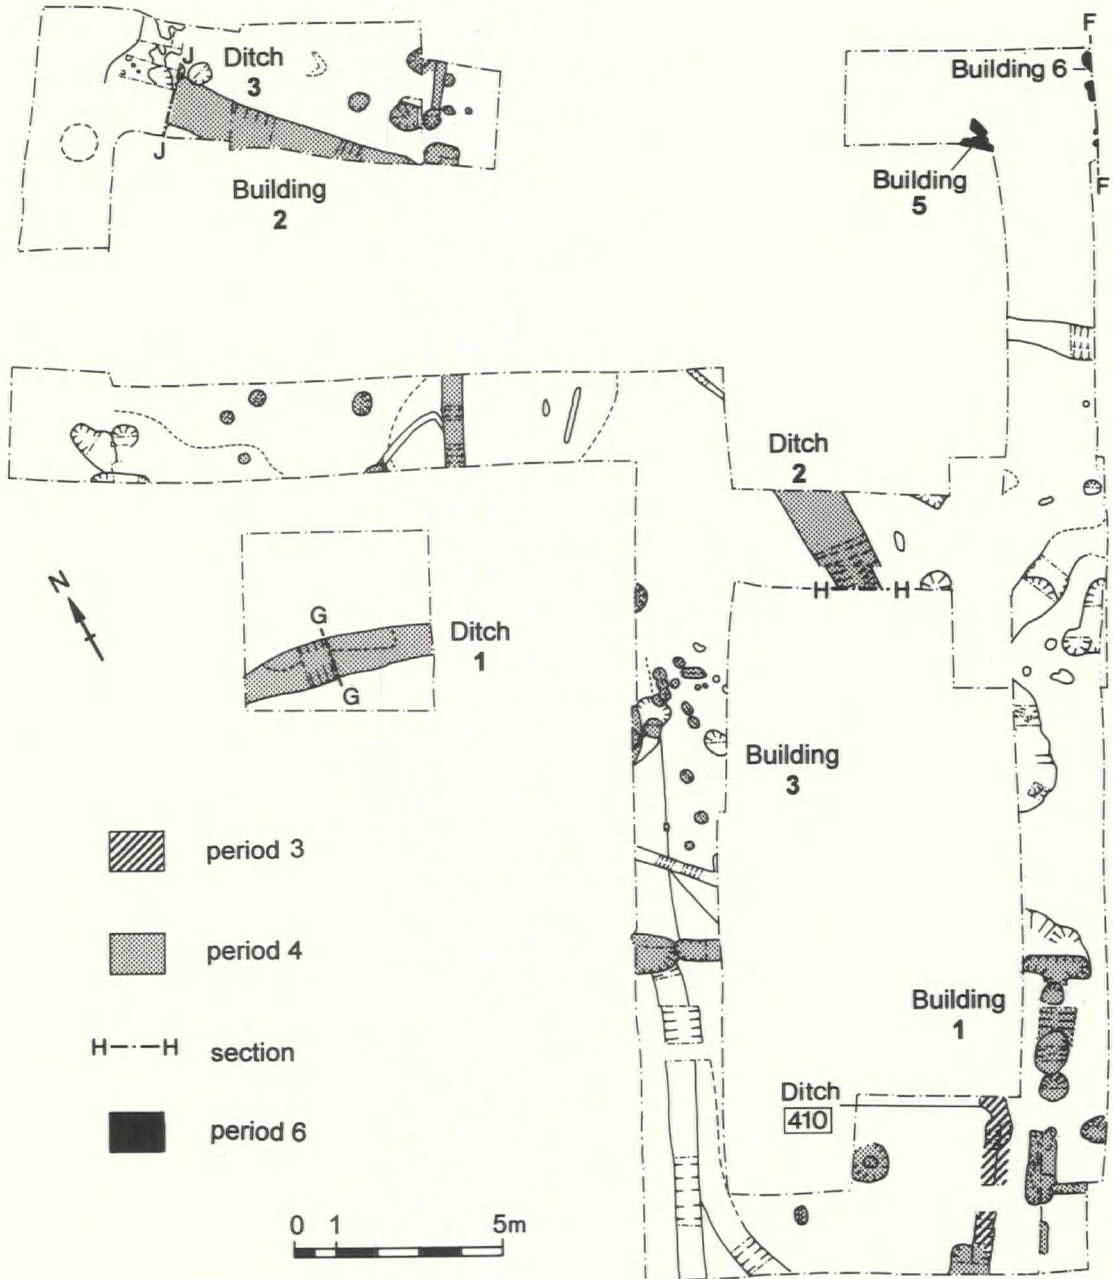 F
J
Ditch
3
Building 6
J
Building
2
Building
5
F
Ditch
2
N
H
H
G
Ditch
1
G
Building
3
period 3
period 4
Building
1
H
H
section
Ditch
410
period 6
0 1 5m